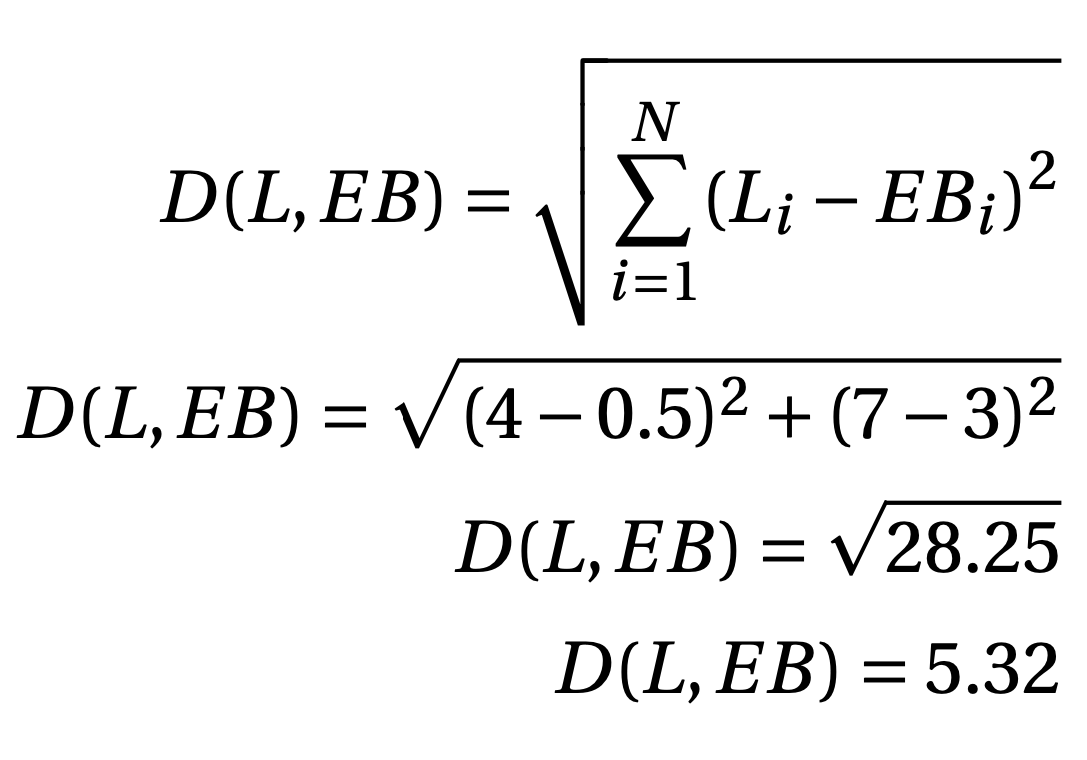 D(L, EB) = √∑_{i=1}^{N} (L_i − EB_i)^2
D(L, EB) = √(4 − 0.5)^2 + (7 − 3)^2
D(L, EB) = √28.25
D(L, EB) = 5.32